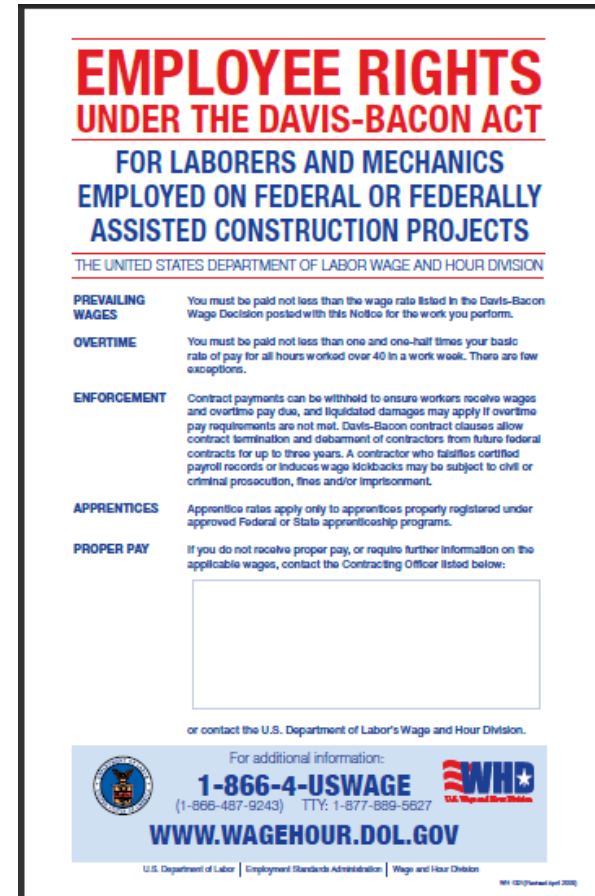 EMPLOYEE RIGHTS
UNDER THE DAVIS-BACON ACT
FOR LABORERS AND MECHANICS
EMPLOYED ON FEDERAL OR FEDERALLY
ASSISTED CONSTRUCTION PROJECTS
THE UNITED STATES DEPARTMENT OF LABOR WAGE AND HOUR DIVISION
PREVAILING WAGES
You must be paid not less than the wage rate listed in the Davis-Bacon
Wage Decision posted with this Notice for the work you perform.
OVERTIME
You must be paid not less than one and one-half times your basic
rate of pay for all hours worked over 40 in a work week. There are few
exceptions.
ENFORCEMENT
Contract payments can be withheld to ensure workers receive wages
and overtime pay due, and liquidated damages may apply if overtime
pay requirements are not met. Davis-Bacon contract clauses allow
contract termination and debarment of contractors from future federal
contracts for up to three years. A contractor who falsifies certified
payroll records or induces wage kickbacks may be subject to civil or
criminal prosecution, fines and/or imprisonment.
APPRENTICES
Apprentice rates apply only to apprentices properly registered under
approved Federal or State apprenticeship programs.
PROPER PAY
If you do not receive proper pay, or require further information on the
applicable wages, contact the Contracting Officer listed below:
or contact the U.S. Department of Labor's Wage and Hour Division.
For additional information:
1-866-4-USWAGE
(1-866-487-9243) TTY: 1-877-889-5627
WHD
U.S. Wage and Hour Division
WWW.WAGEHOUR.DOL.GOV
U.S. Department of Labor | Employment Standards Administration | Wage and Hour Division